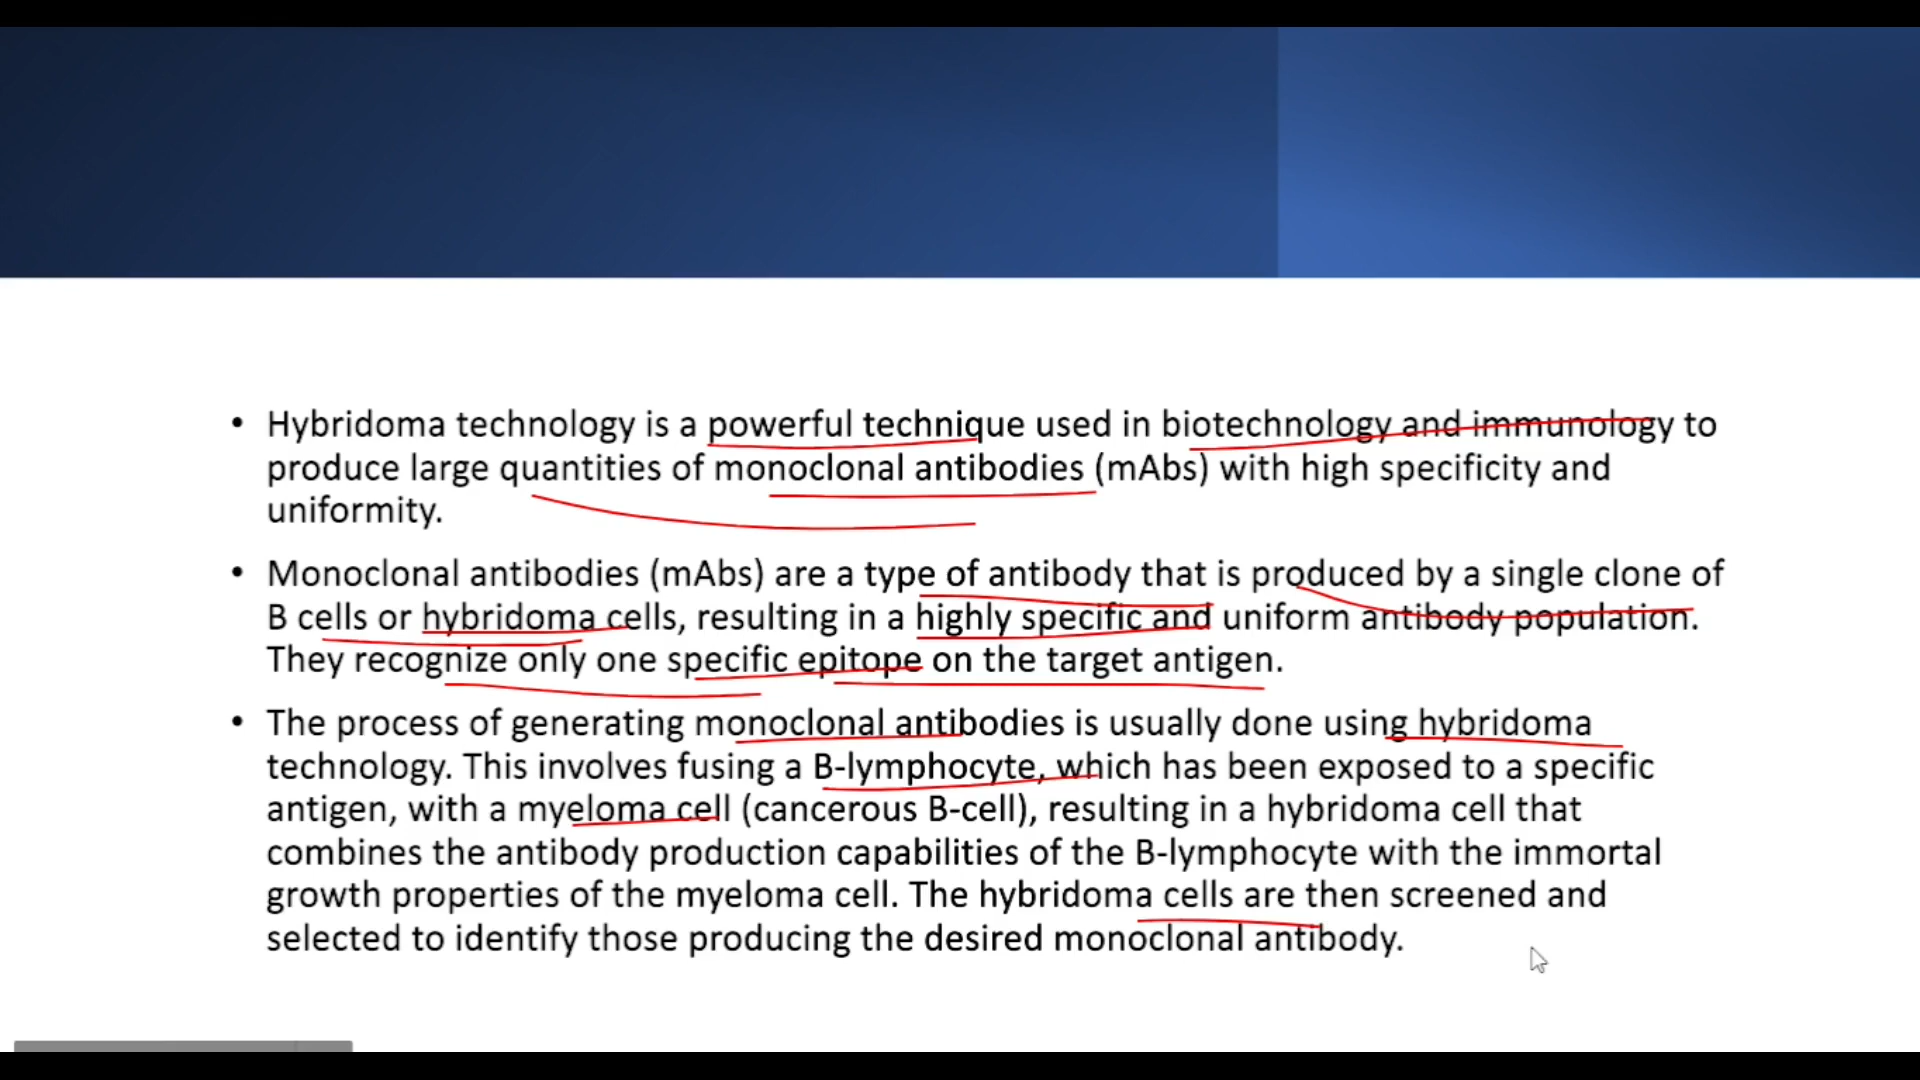 • Hybridoma technology is a powerful technique used in biotechnology and immunology to
produce large quantities of monoclonal antibodies (mAbs) with high specificity and
uniformity.
• Monoclonal antibodies (mAbs) are a type of antibody that is produced by a single clone of
B cells or hybridoma cells, resulting in a highly specific and uniform antibody population.
They recognize only one specific epitope on the target antigen.
• The process of generating monoclonal antibodies is usually done using hybridoma
technology. This involves fusing a B-lymphocyte, which has been exposed to a specific
antigen, with a myeloma cell (cancerous B-cell), resulting in a hybridoma cell that
combines the antibody production capabilities of the B-lymphocyte with the immortal
growth properties of the myeloma cell. The hybridoma cells are then screened and
selected to identify those producing the desired monoclonal antibody.